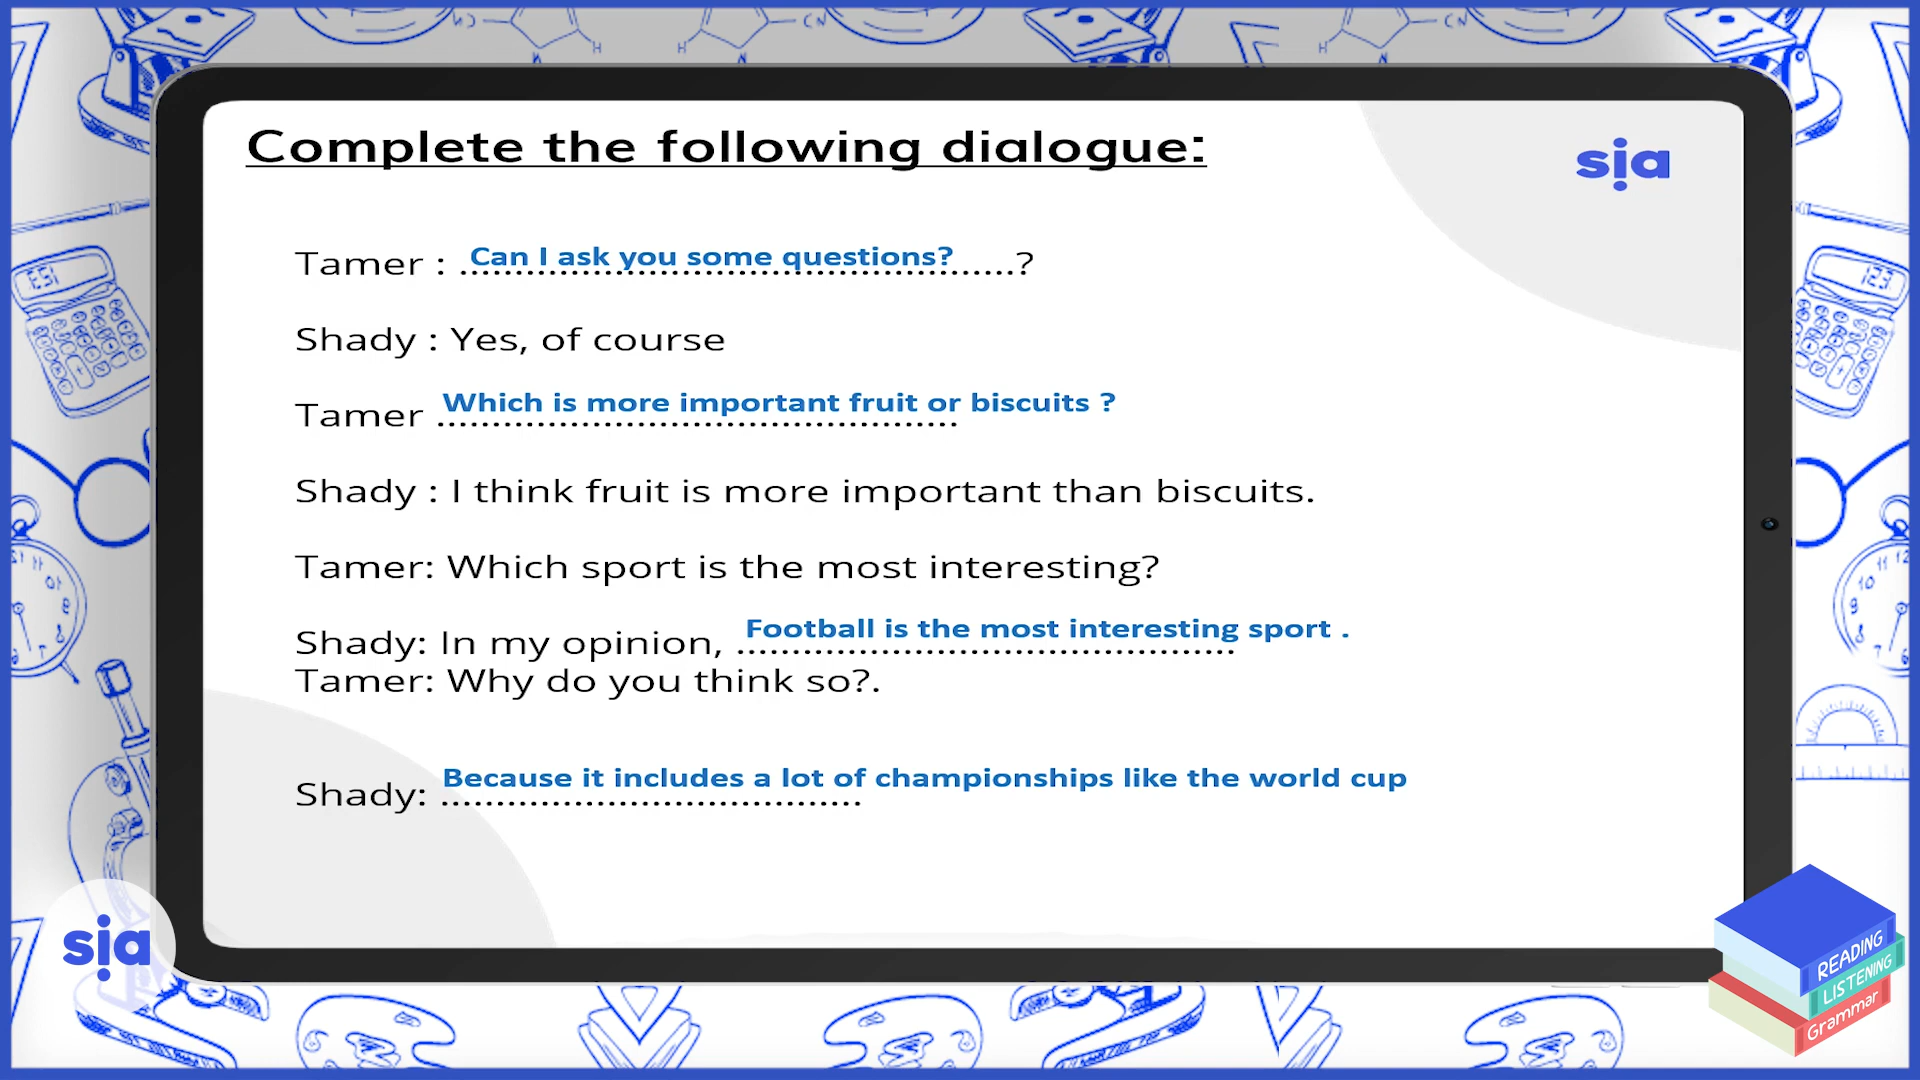 Complete the following dialogue:
sia
Tamer : Can I ask you some questions? ..................................................?
Shady : Yes, of course
Tamer Which is more important fruit or biscuits ? ...............................................
Shady : I think fruit is more important than biscuits.
Tamer: Which sport is the most interesting?
Shady: In my opinion, Football is the most interesting sport . .............................................
Tamer: Why do you think so?.
Shady: Because it includes a lot of championships like the world cup ......................................
sia
READING
LISTENING
Grammar